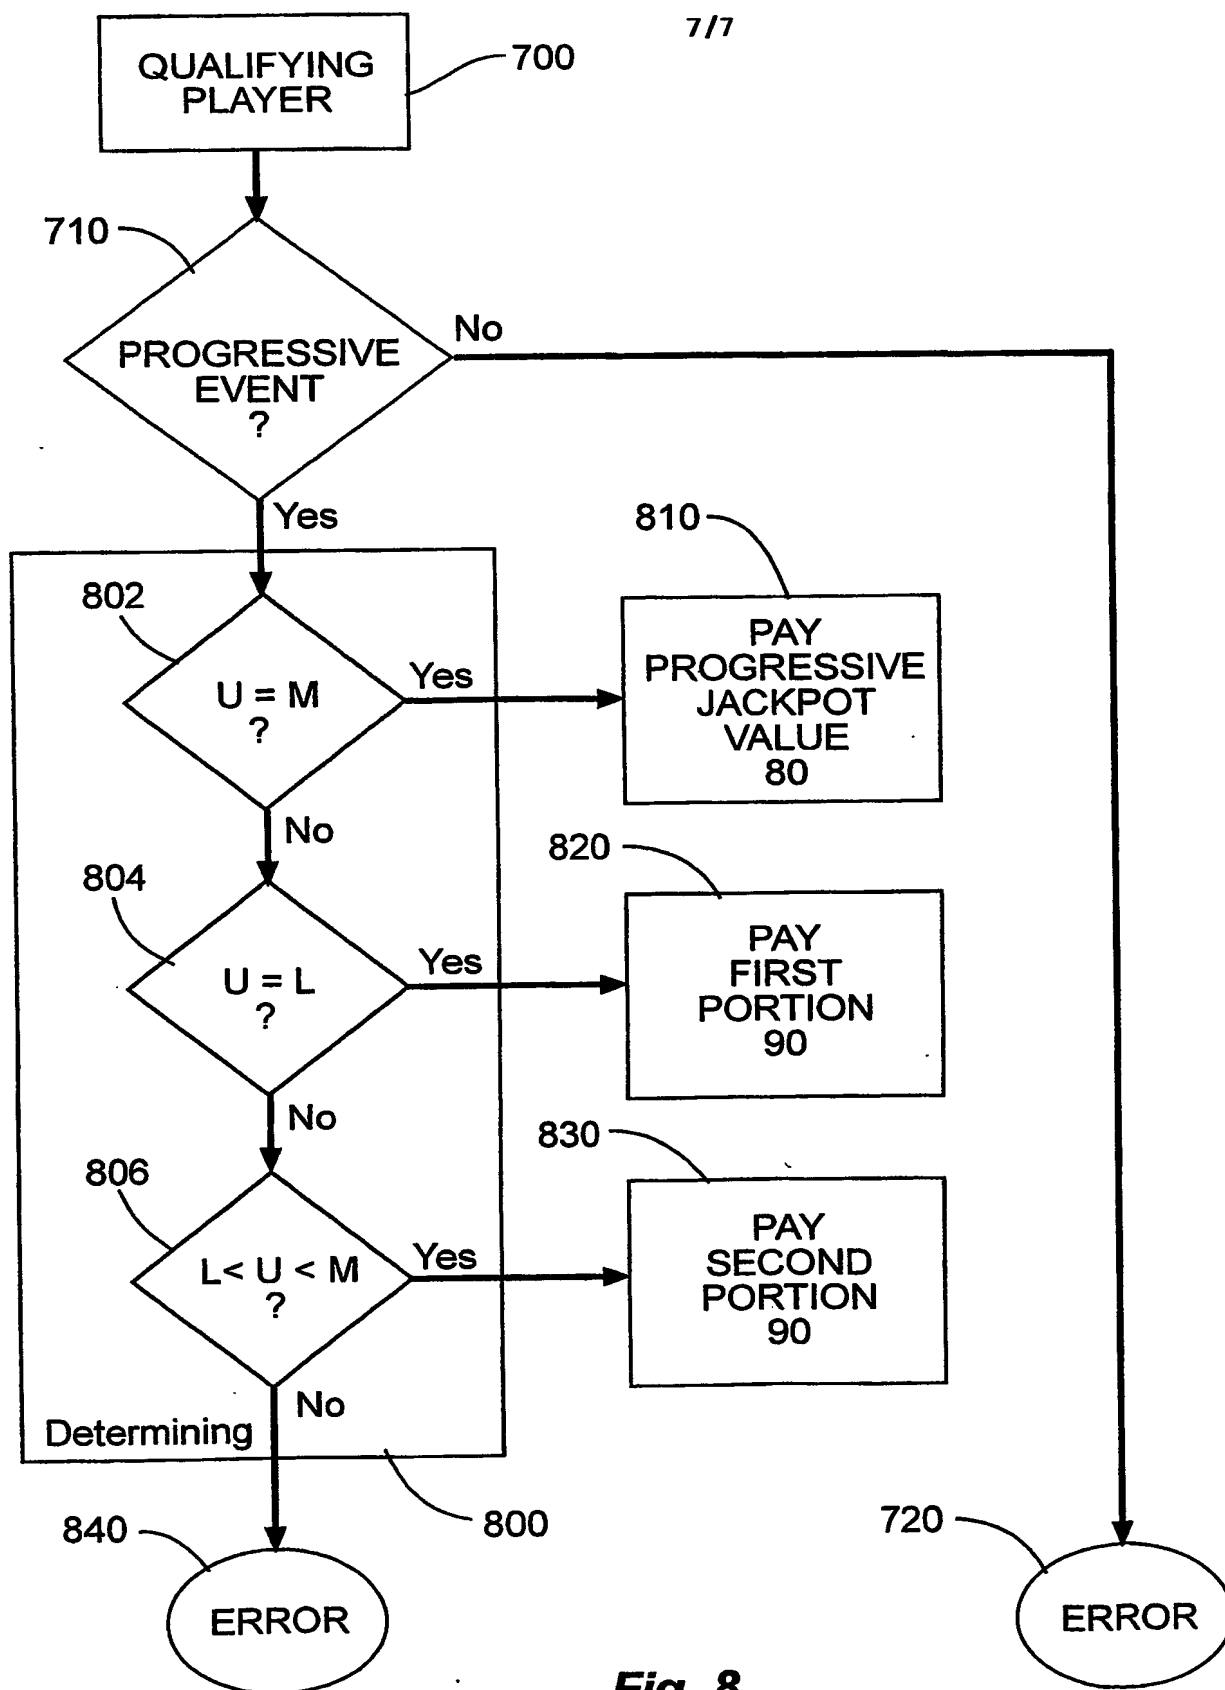 7/7
QUALIFYING
PLAYER
700
710
PROGRESSIVE
EVENT
?
No
Yes
802
U = M
?
Yes
No
810
PAY
PROGRESSIVE
JACKPOT
VALUE
80
804
U = L
?
Yes
No
820
PAY
FIRST
PORTION
90
806
L< U < M
?
Yes
No
830
PAY
SECOND
PORTION
90
Determining
800
840
ERROR
720
ERROR
Fig. 8